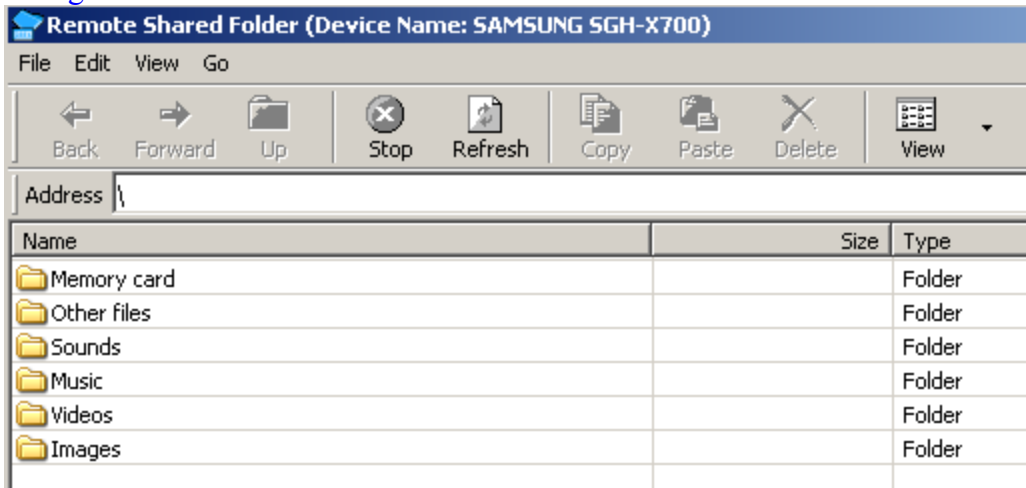 Remote Shared Folder (Device Name: SAMSUNG SGH-X700)
File Edit View Go
Back Forward Up Stop Refresh Copy Paste Delete View
Address \
Name Size Type
Memory card Folder
Other files Folder
Sounds Folder
Music Folder
Videos Folder
Images Folder